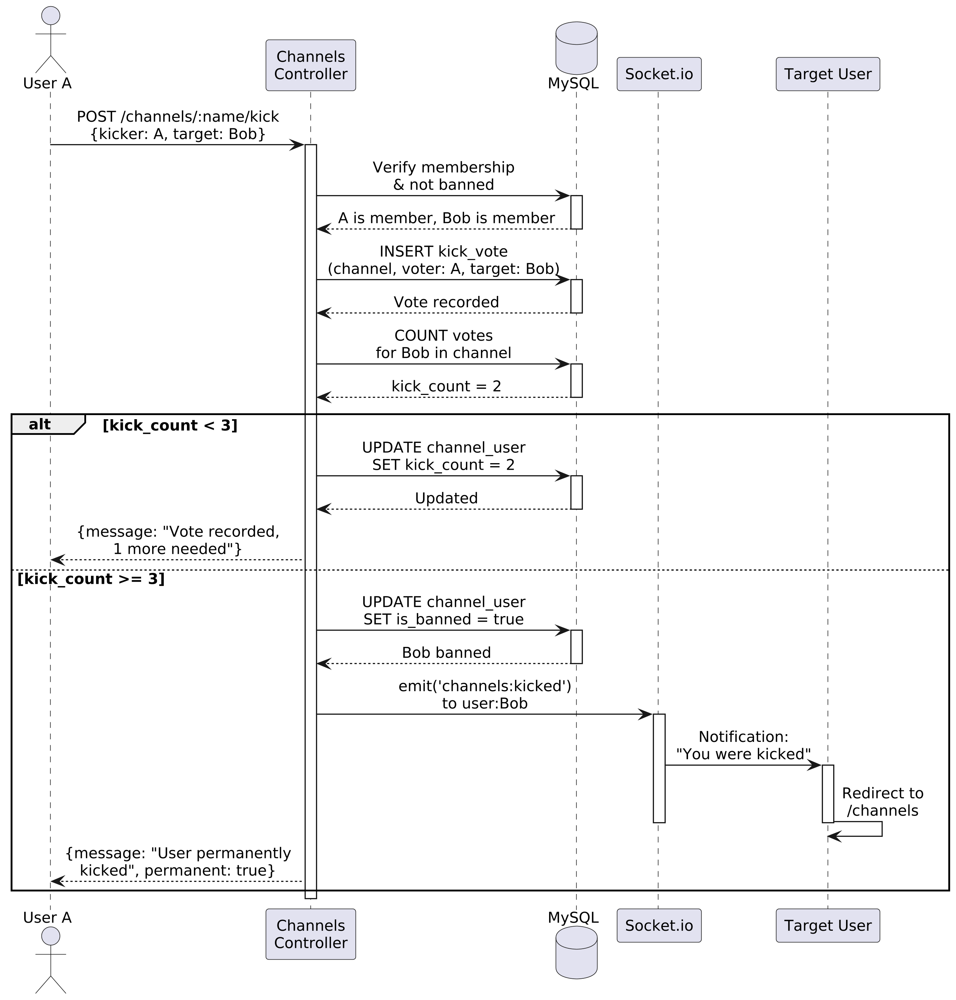 User A
Channels
Controller
MySQL
Socket.io
Target User
POST /channels/:name/kick
{kicker: A, target: Bob}
Verify membership
& not banned
A is member, Bob is member
INSERT kick_vote
(channel, voter: A, target: Bob)
Vote recorded
COUNT votes
for Bob in channel
kick_count = 2
alt [kick_count < 3]
UPDATE channel_user
SET kick_count = 2
Updated
{message: "Vote recorded,
1 more needed"}
[kick_count >= 3]
UPDATE channel_user
SET is_banned = true
Bob banned
emit('channels:kicked')
to user:Bob
Notification:
"You were kicked"
Redirect to
/channels
{message: "User permanently
kicked", permanent: true}
User A
Channels
Controller
MySQL
Socket.io
Target User